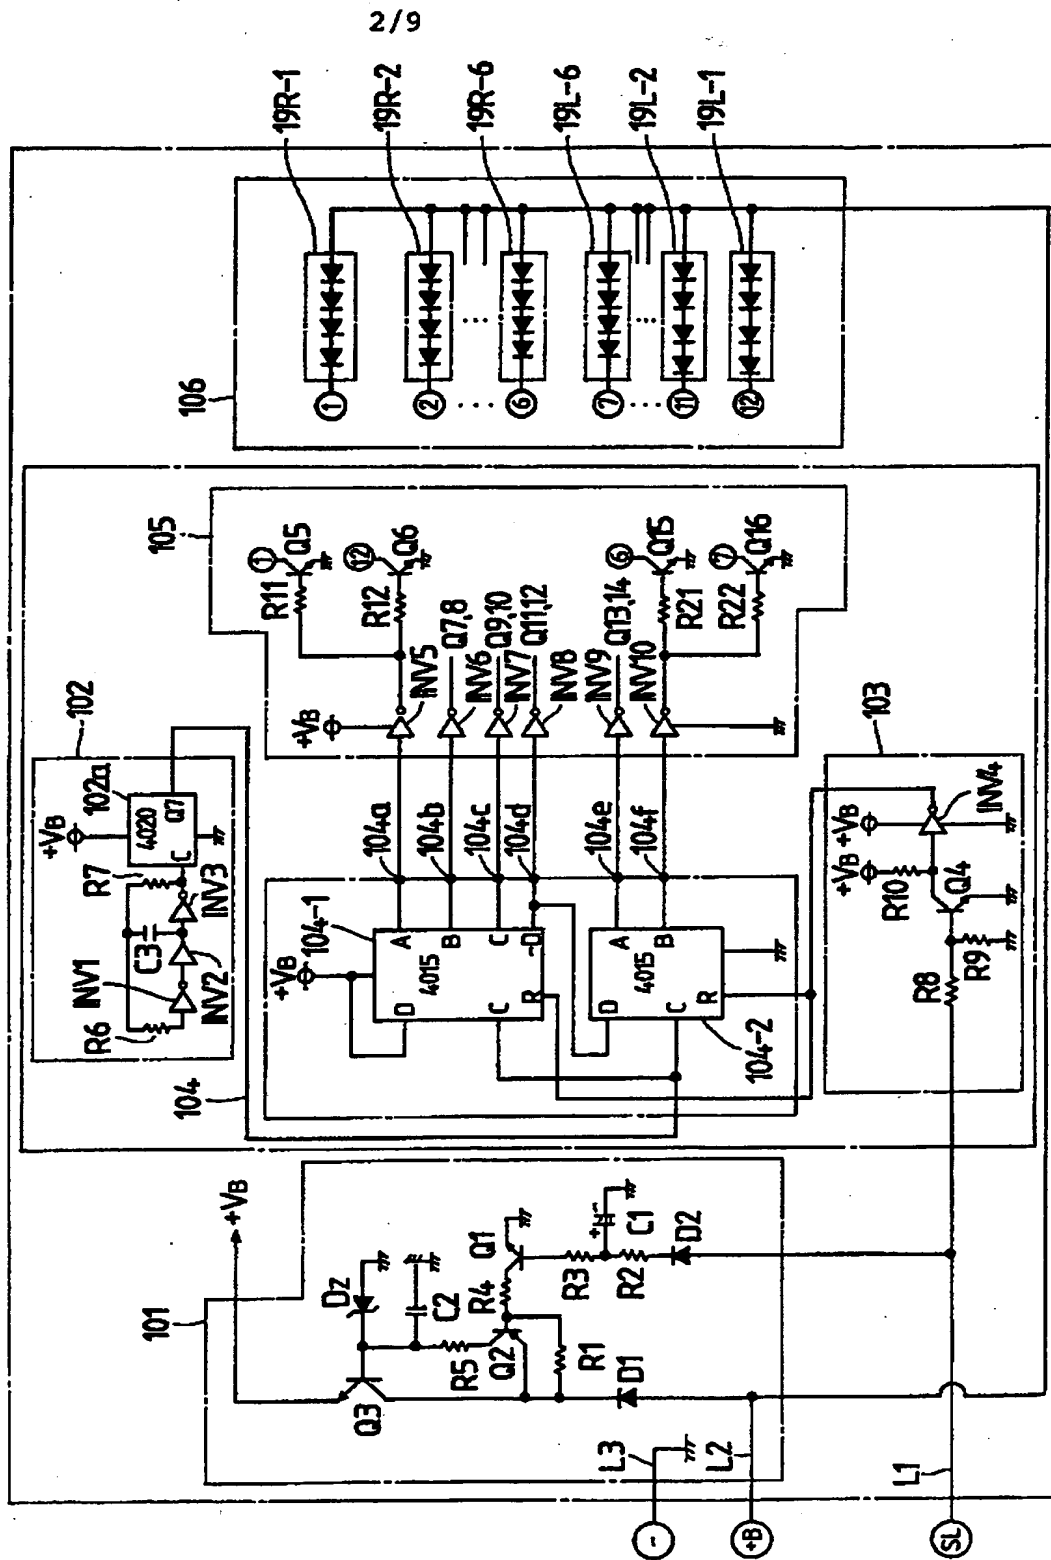 2/9
19R-1
19R-2
19R-6
19L-6
19L-2
19L-1
106
1
2
6
7
11
12
105
1
Q5
R11
12
Q6
R12
+VB
INV5
Q7,8
INV6
Q9,10
INV7
Q11,12
INV8
Q13,14
INV9
INV10
6
Q15
R21
7
Q16
R22
102
+VB
102a
4020
C
Q7
R7
INV3
C3
INV1
INV2
R6
104
104a
104b
104c
104d
104e
104f
104-1
+VB
4015
D
C
R
A
B
C
~D
4015
D
C
R
A
B
104-2
103
+VB
+VB
INV4
R10
Q4
R8
R9
101
+VB
Dz
C2
Q1
R4
R5
Q2
Q3
R1
D1
R3
+
C1
R2
D2
L3
L2
L1
-
+B
SL